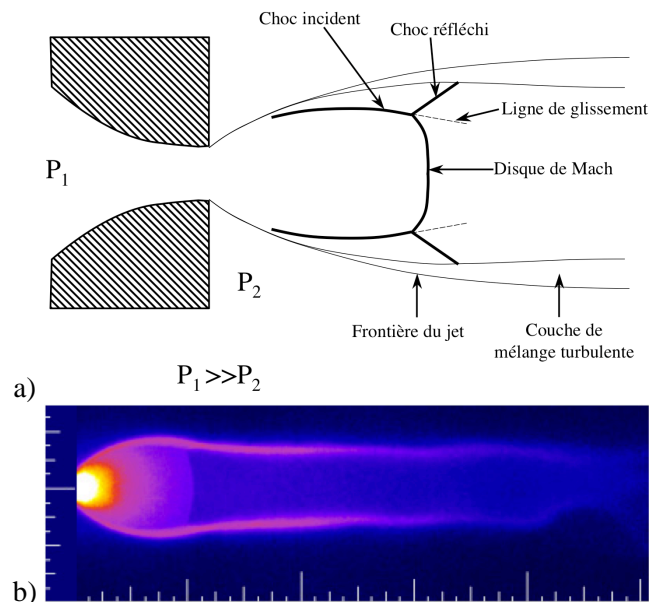 Choc incident
Choc réfléchi
Ligne de glissement
P₁
Disque de Mach
P₂
Frontière du jet
Couche de
mélange turbulente
P₁>>P₂
a)
b)